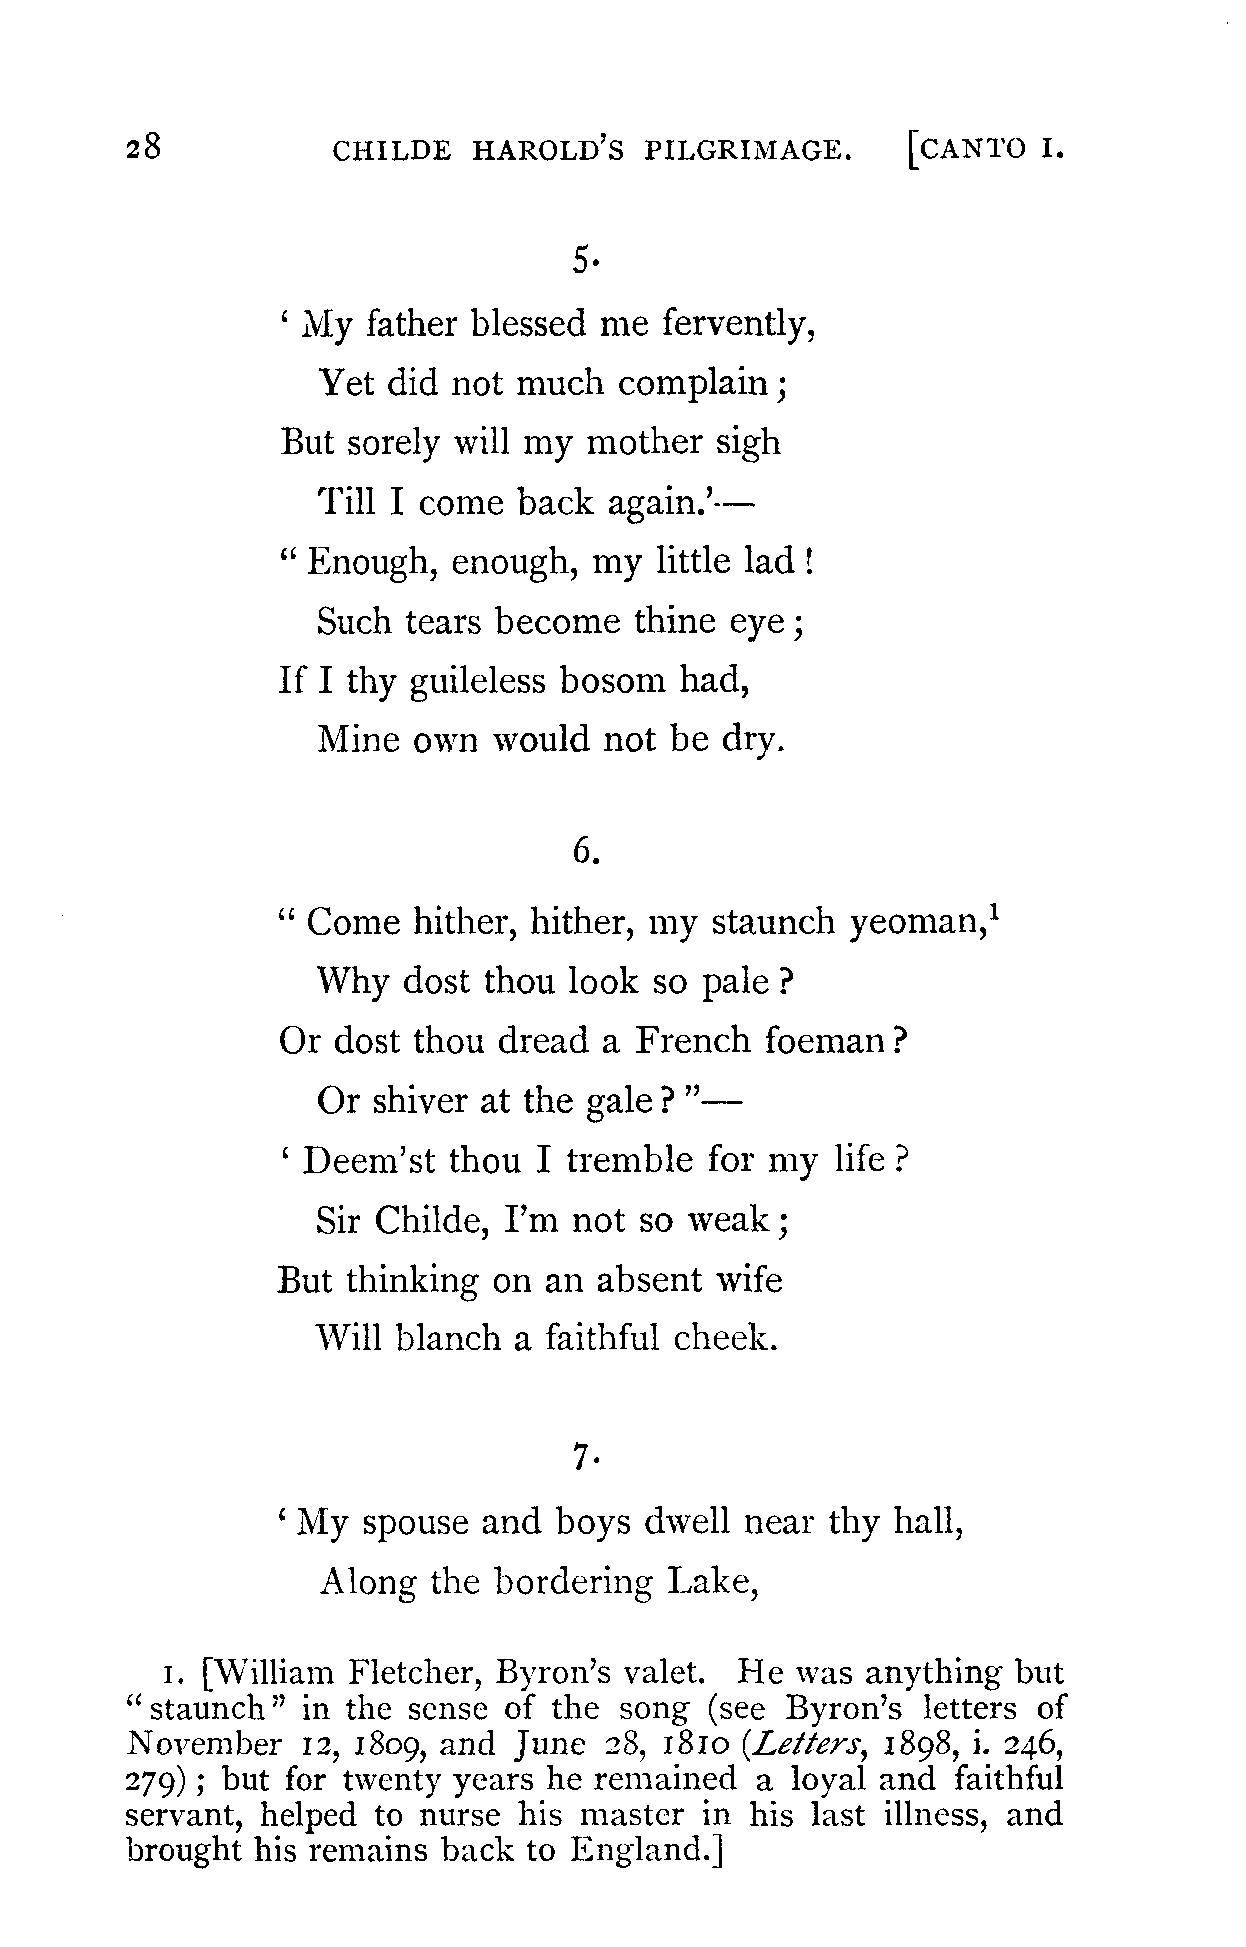 28 CHILDE HAROLD'S PILGRIMAGE. [CANTO I.
5.
‘ My father blessed me fervently,
Yet did not much complain ;
But sorely will my mother sigh
Till I come back again.’—
“ Enough, enough, my little lad !
Such tears become thine eye ;
If I thy guileless bosom had,
Mine own would not be dry.
6.
“ Come hither, hither, my staunch yeoman,¹
Why dost thou look so pale ?
Or dost thou dread a French foeman ?
Or shiver at the gale ? ”—
‘ Deem'st thou I tremble for my life ?
Sir Childe, I'm not so weak ;
But thinking on an absent wife
Will blanch a faithful cheek.
7.
‘ My spouse and boys dwell near thy hall,
Along the bordering Lake,
1. [William Fletcher, Byron's valet. He was anything but
“ staunch ” in the sense of the song (see Byron's letters of
November 12, 1809, and June 28, 1810 (Letters, 1898, i. 246,
279) ; but for twenty years he remained a loyal and faithful
servant, helped to nurse his master in his last illness, and
brought his remains back to England.]